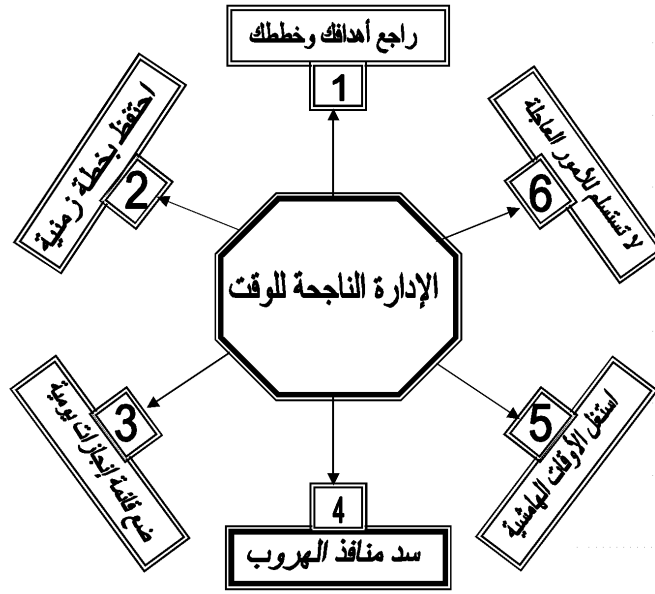 راجع أهدافك وخططك
1
احتفظ بخطة زمنية
2
ضع قائمة إنجازات يومية
3
سد منافذ الهروب
4
استغل الأوقات الهامشية
5
لا تستسلم للأمور العاجلة
6
الإدارة الناجحة للوقت